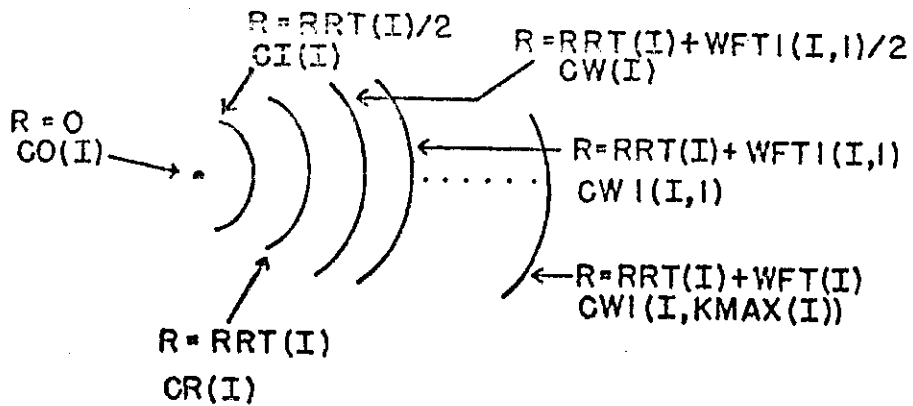 R=RRT(I)/2
CI(I)
R=RRT(I)+WFT1(I,1)/2
CW(I)
R=0
CO(I)
R=RRT(I)+WFT1(I,1)
CW1(I,1)
R=RRT(I)+WFT(I)
CW1(I,KMAX(I))
R=RRT(I)
CR(I)